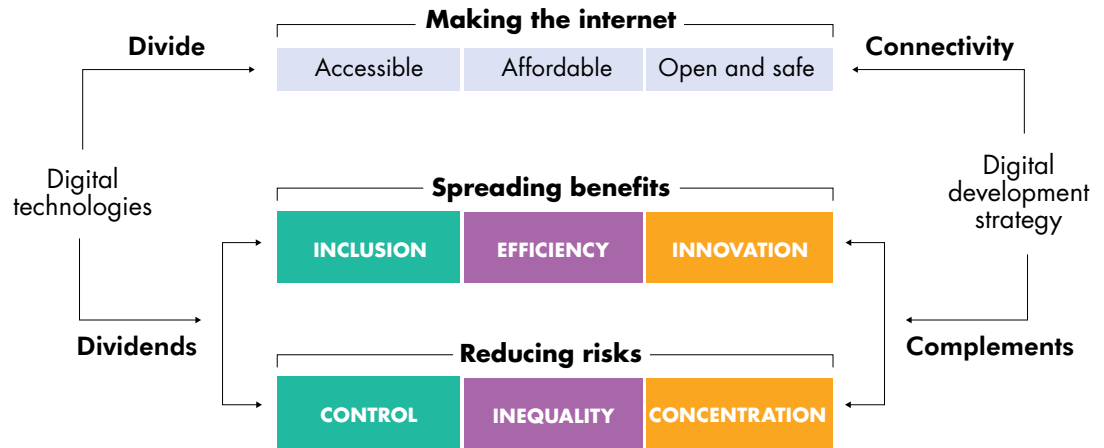 Making the internet
Divide
Connectivity
Accessible
Affordable
Open and safe
Digital
technologies
Digital
development
strategy
Spreading benefits
INCLUSION
EFFICIENCY
INNOVATION
Dividends
Complements
Reducing risks
CONTROL
INEQUALITY
CONCENTRATION